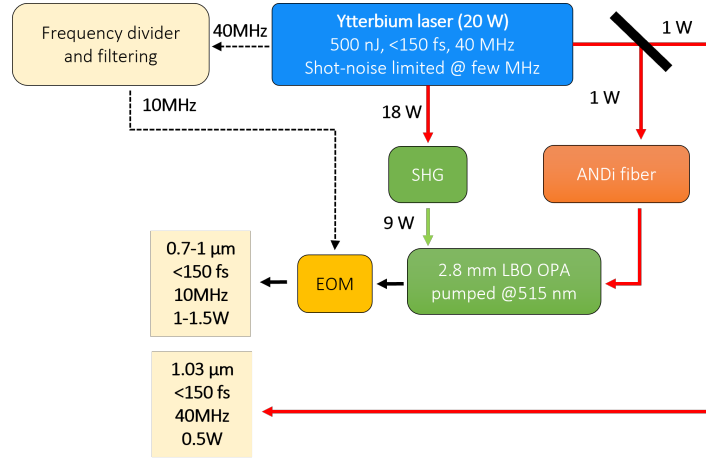 Frequency divider
and filtering
40MHz
Ytterbium laser (20 W)
500 nJ, <150 fs, 40 MHz
Shot-noise limited @ few MHz
1 W
10MHz
18 W
1 W
SHG
ANDi fiber
9 W
0.7-1 µm
<150 fs
10MHz
1-1.5W
EOM
2.8 mm LBO OPA
pumped @515 nm
1.03 µm
<150 fs
40MHz
0.5W